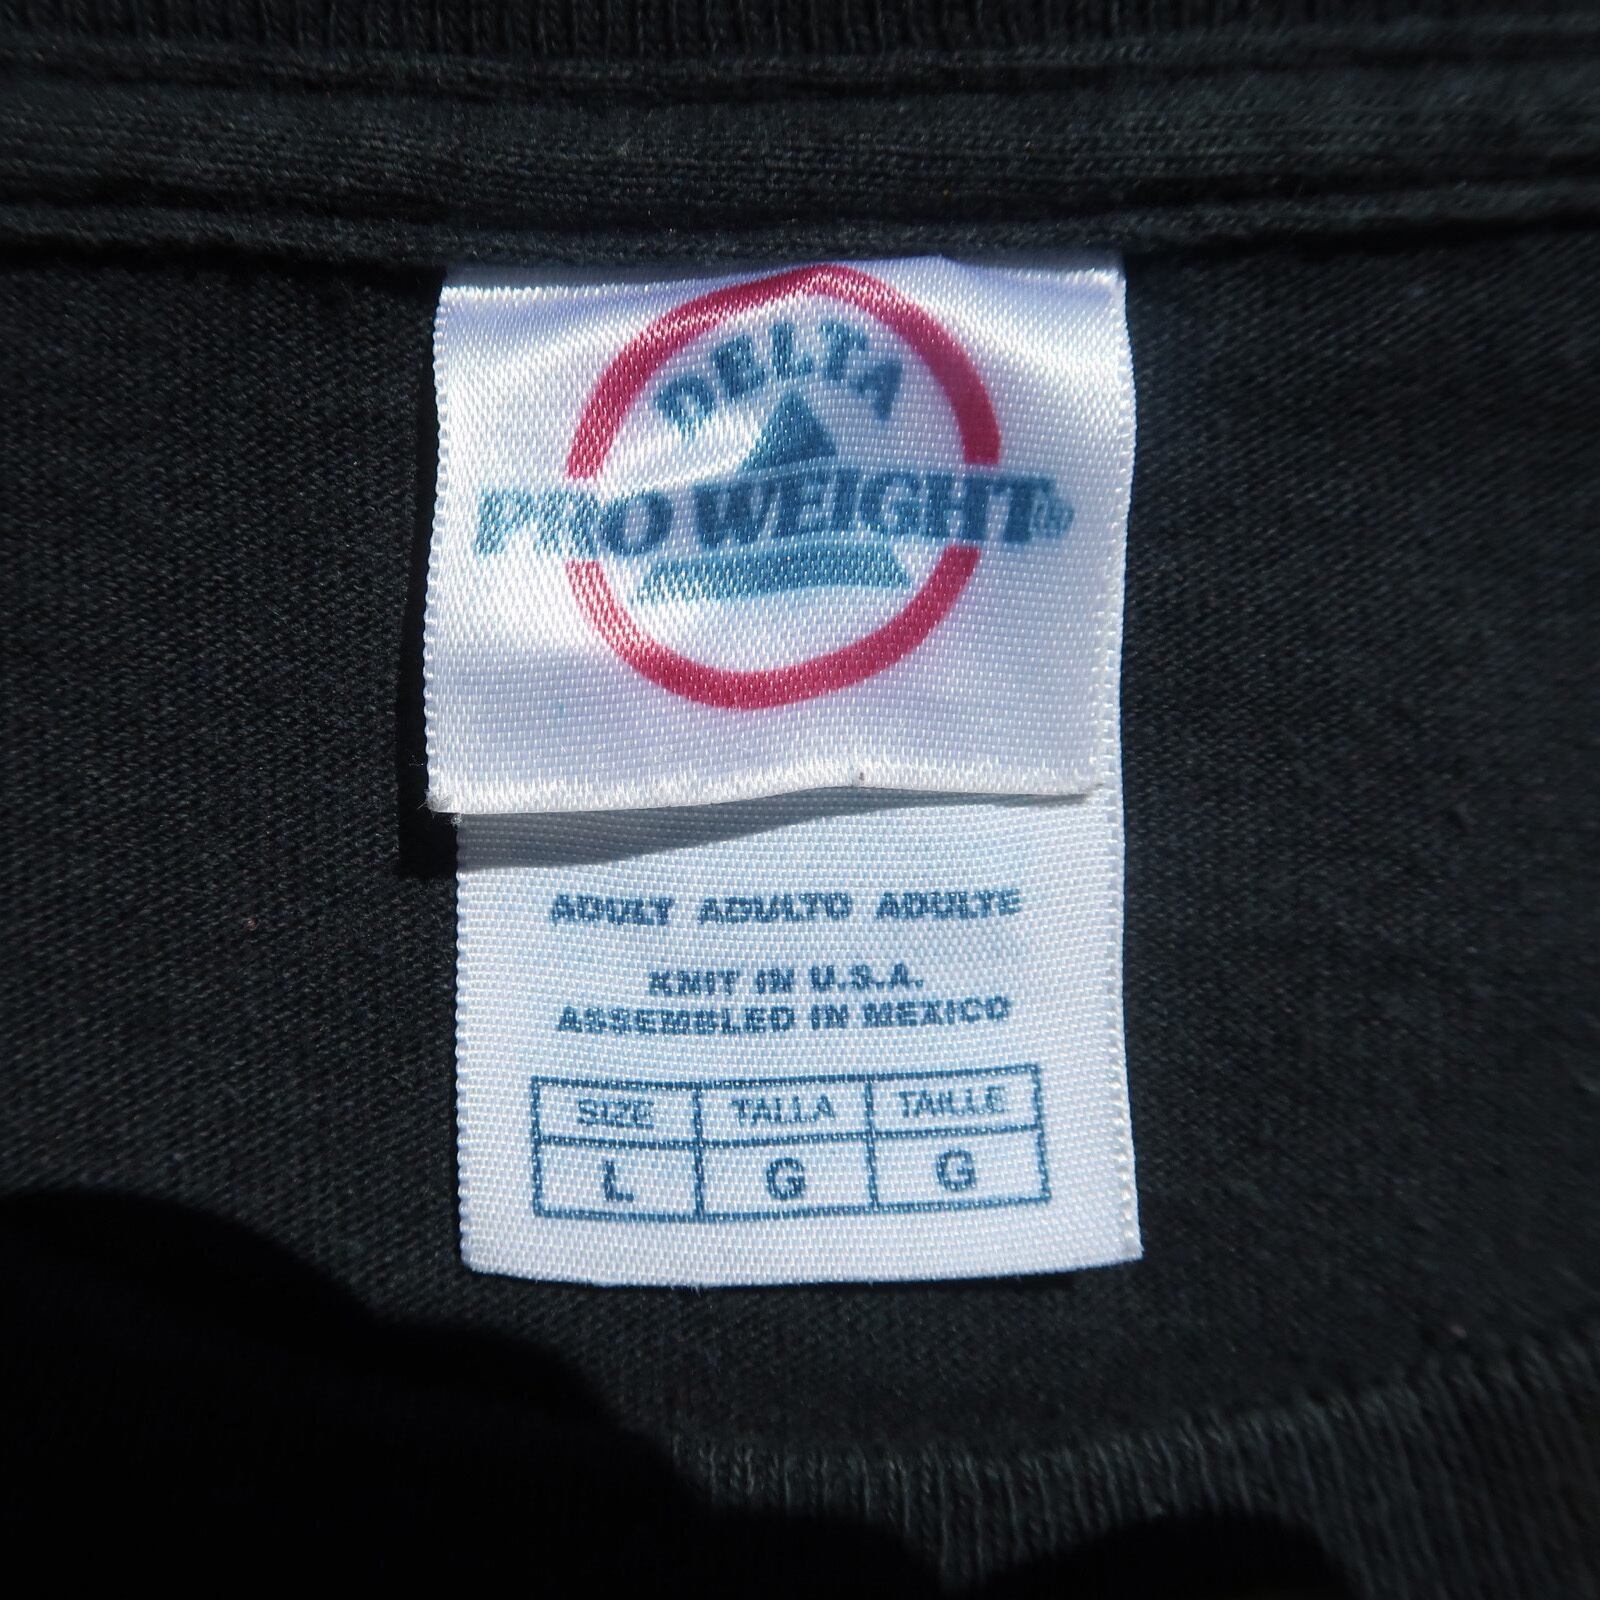 DELTA
PRO WEIGHT®
ADULT ADULTO ADULTE
KNIT IN U.S.A.
ASSEMBLED IN MEXICO
SIZE TALLA TAILLE
L G G